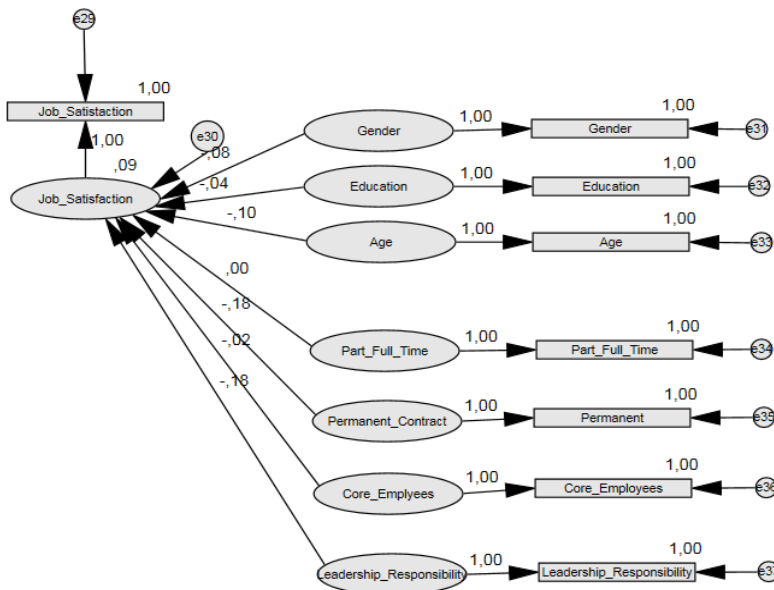 e29
1,00
Job_Satistaction
1,00
e30
,09
Job_Satisfaction
,08
-,04
-,10
,00
-,18
-,02
-,18
Gender
1,00
1,00
Gender
e31
Education
1,00
1,00
Education
e32
Age
1,00
1,00
Age
e33
Part_Full_Time
1,00
1,00
Part_Full_Time
e34
Permanent_Contract
1,00
1,00
Permanent
e35
Core_Emplyees
1,00
1,00
Core_Employees
e36
Leadership_Responsibility
1,00
1,00
Leadership_Responsibility
e37